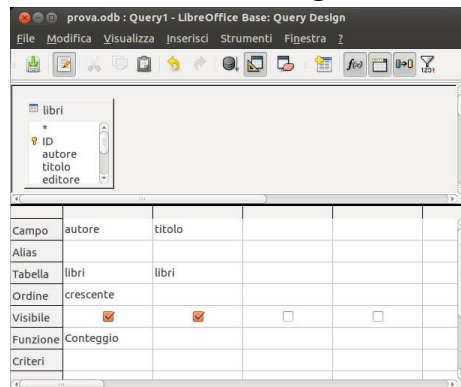 prova.odb : Query1 - LibreOffice Base: Query Design
File Modifica Visualizza Inserisci Strumenti Finestra ?
f(x)
libri
*
ID
autore
titolo
editore
Campo autore titolo
Alias
Tabella libri libri
Ordine crescente
Visibile
Funzione Conteggio
Criteri